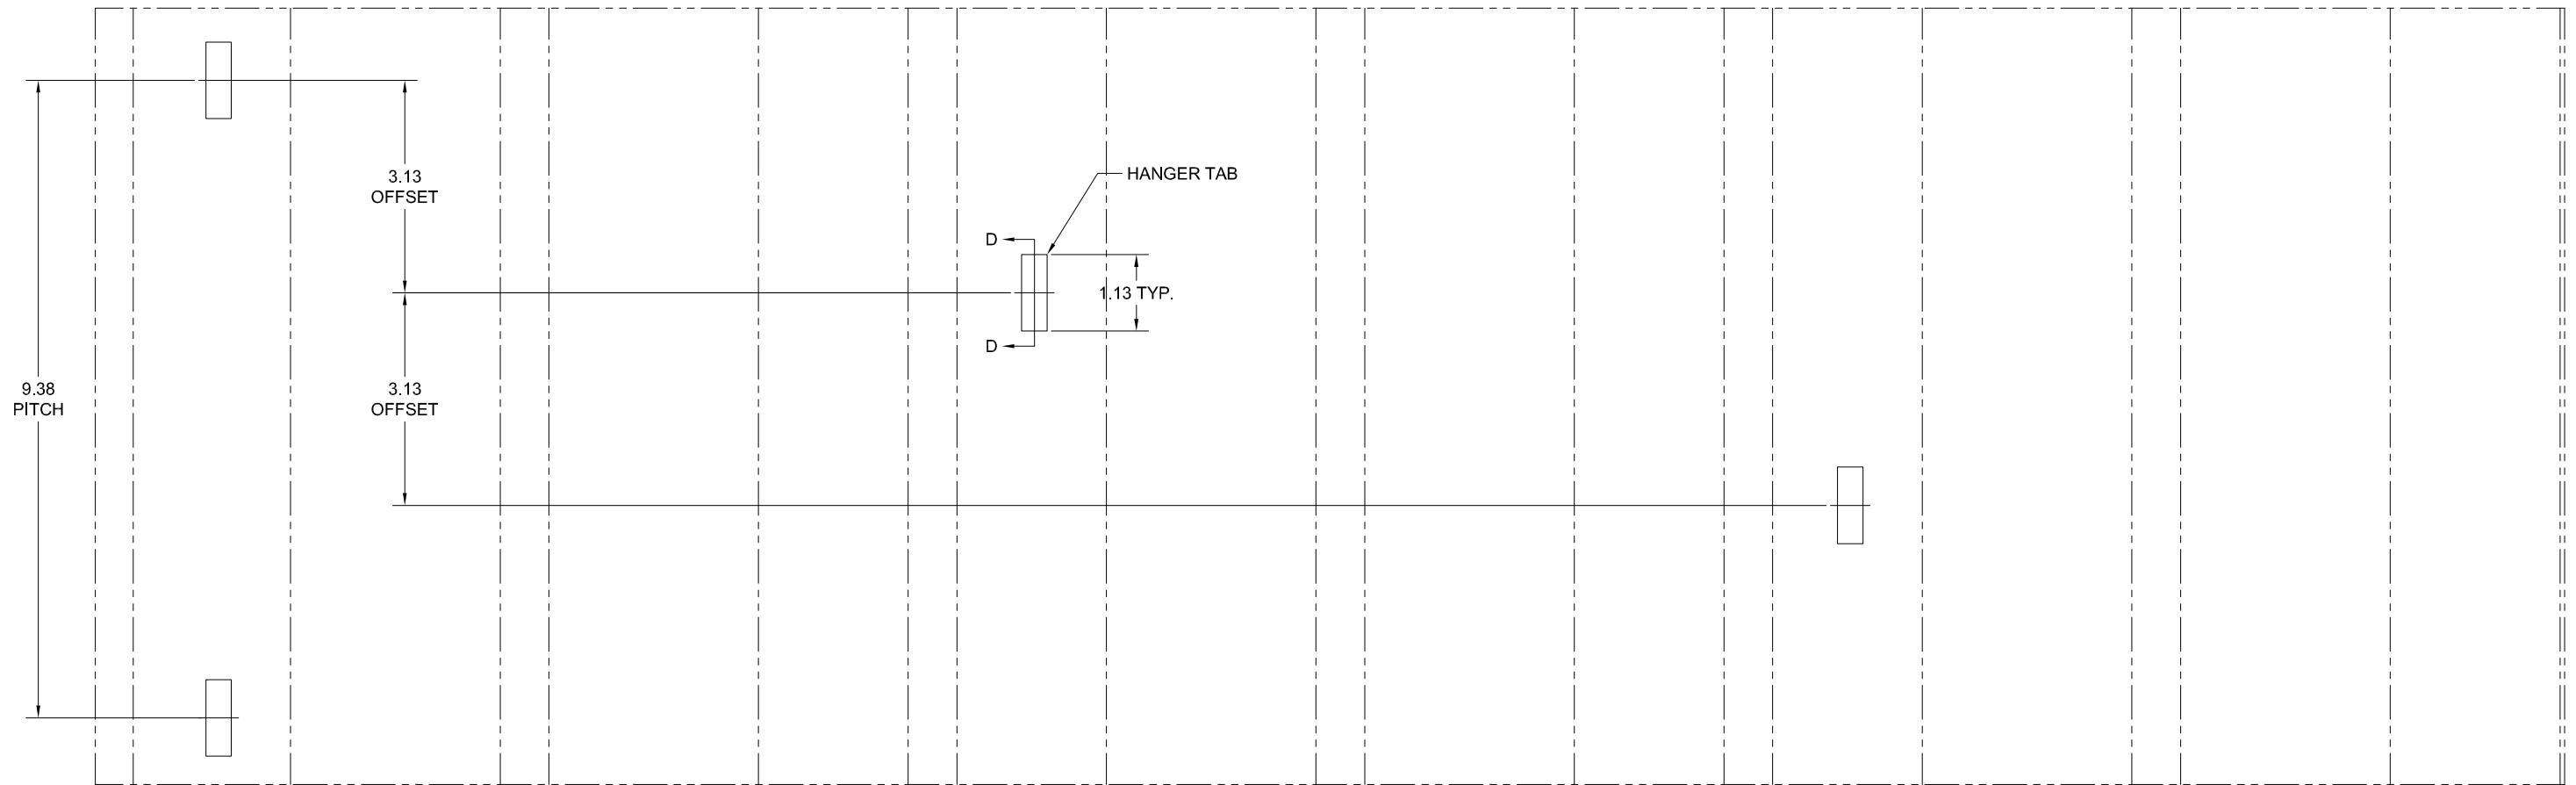 HANGER TAB
3.13
OFFSET
D
1.13 TYP.
D
9.38
PITCH
3.13
OFFSET